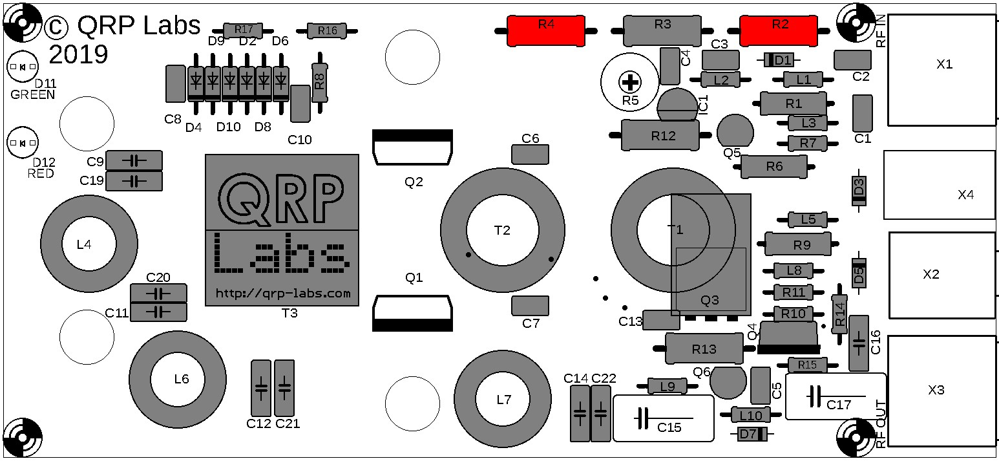 © QRP Labs
2019
R17
R16
R4
R3
R2
RF IN
D9 D2 D6
C4
C3
D1
X1
D11
GREEN
R8
L2
L1
C2
R5
IC1
R1
C8
D4 D10 D8
L3
C10
R12
C6
C1
R7
Q5
D12
RED
C9
C19
R6
Q2
D3
X4
QRP
Labs
http://qrp-labs.com
T3
L5
T2
T1
L4
R9
L8
D5
X2
C20
Q1
R11
Q3
C11
C7
C13
R10
R14
Q4
C16
R13
R15
L6
Q6
C14 C22
L9
C5
X3
L7
C17
L10
C12 C21
C15
D7
RF OUT